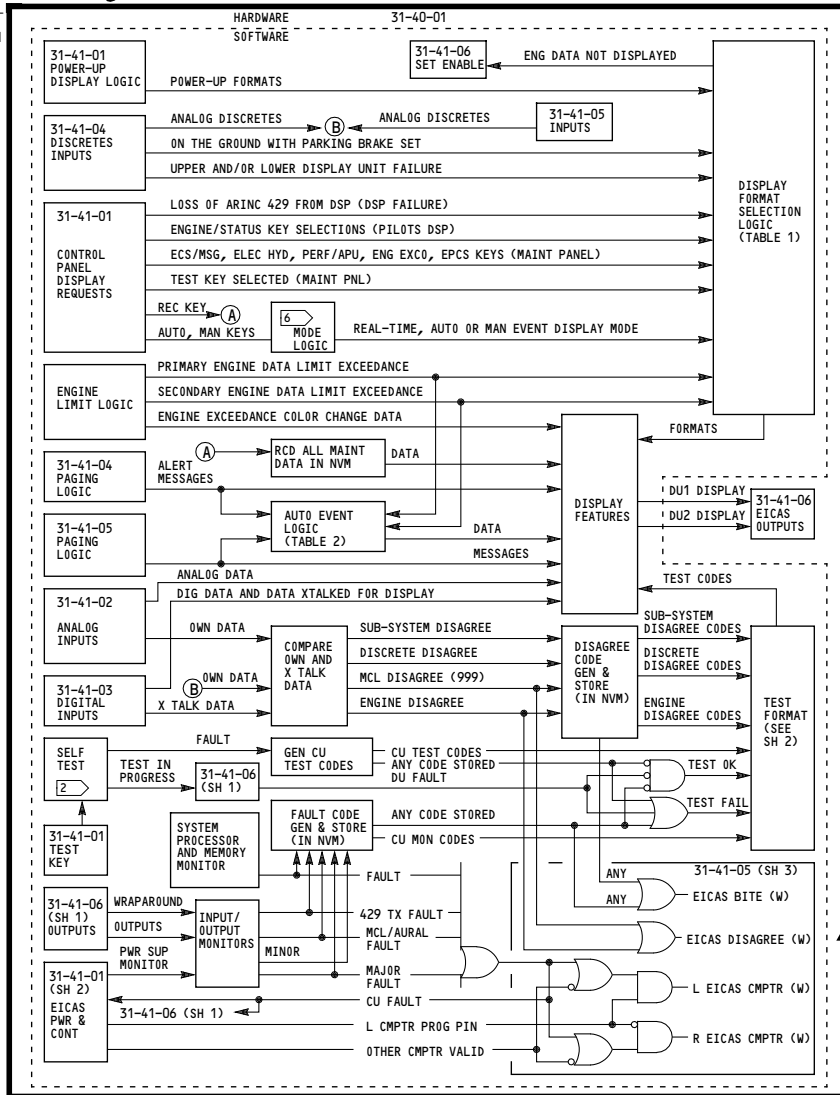 HARDWARE 31-40-01
SOFTWARE
31-41-01
POWER-UP
DISPLAY LOGIC
POWER-UP FORMATS
31-41-06
SET ENABLE
ENG DATA NOT DISPLAYED
31-41-04
DISCRETES
INPUTS
ANALOG DISCRETES
B
ANALOG DISCRETES
31-41-05
INPUTS
ON THE GROUND WITH PARKING BRAKE SET
UPPER AND/OR LOWER DISPLAY UNIT FAILURE
DISPLAY
FORMAT
SELECTION
LOGIC
(TABLE 1)
31-41-01
CONTROL
PANEL
DISPLAY
REQUESTS
LOSS OF ARINC 429 FROM DSP (DSP FAILURE)
ENGINE/STATUS KEY SELECTIONS (PILOTS DSP)
ECS/MSG, ELEC HYD, PERF/APU, ENG EXCO, EPCS KEYS (MAINT PANEL)
TEST KEY SELECTED (MAINT PNL)
REC KEY
A
AUTO, MAN KEYS
6
MODE
LOGIC
REAL-TIME, AUTO OR MAN EVENT DISPLAY MODE
ENGINE
LIMIT LOGIC
PRIMARY ENGINE DATA LIMIT EXCEEDANCE
SECONDARY ENGINE DATA LIMIT EXCEEDANCE
ENGINE EXCEEDANCE COLOR CHANGE DATA
FORMATS
A
RCD ALL MAINT
DATA IN NVM
DATA
31-41-04
PAGING
LOGIC
ALERT
MESSAGES
AUTO EVENT
LOGIC
(TABLE 2)
DATA
31-41-05
PAGING
LOGIC
MESSAGES
DISPLAY
FEATURES
DU1 DISPLAY
DU2 DISPLAY
31-41-06
EICAS
OUTPUTS
TEST CODES
31-41-02
ANALOG
INPUTS
ANALOG DATA
DIG DATA AND DATA XTALKED FOR DISPLAY
OWN DATA
31-41-03
DIGITAL
INPUTS
B
OWN DATA
X TALK DATA
COMPARE
OWN AND
X TALK
DATA
SUB-SYSTEM DISAGREE
DISCRETE DISAGREE
MCL DISAGREE (999)
ENGINE DISAGREE
DISAGREE
CODE
GEN &
STORE
(IN NVM)
SUB-SYSTEM
DISAGREE CODES
DISCRETE
DISAGREE CODES
ENGINE
DISAGREE CODES
TEST
FORMAT
(SEE
SH 2)
SELF
TEST
2
FAULT
TEST IN
PROGRESS
31-41-06
(SH 1)
GEN CU
TEST CODES
CU TEST CODES
ANY CODE STORED
DU FAULT
TEST OK
TEST FAIL
31-41-01
TEST
KEY
SYSTEM
PROCESSOR
AND MEMORY
MONITOR
FAULT CODE
GEN & STORE
(IN NVM)
ANY CODE STORED
CU MON CODES
FAULT
31-41-06
(SH 1)
OUTPUTS
WRAPAROUND
OUTPUTS
INPUT/
OUTPUT
MONITORS
429 TX FAULT
MCL/AURAL
FAULT
MINOR
MAJOR
FAULT
31-41-01
(SH 2)
EICAS
PWR &
CONT
PWR SUP
MONITOR
CU FAULT
31-41-06 (SH 1)
L CMPTR PROG PIN
OTHER CMPTR VALID
31-41-05 (SH 3)
ANY
ANY
EICAS BITE (W)
EICAS DISAGREE (W)
L EICAS CMPTR (W)
R EICAS CMPTR (W)